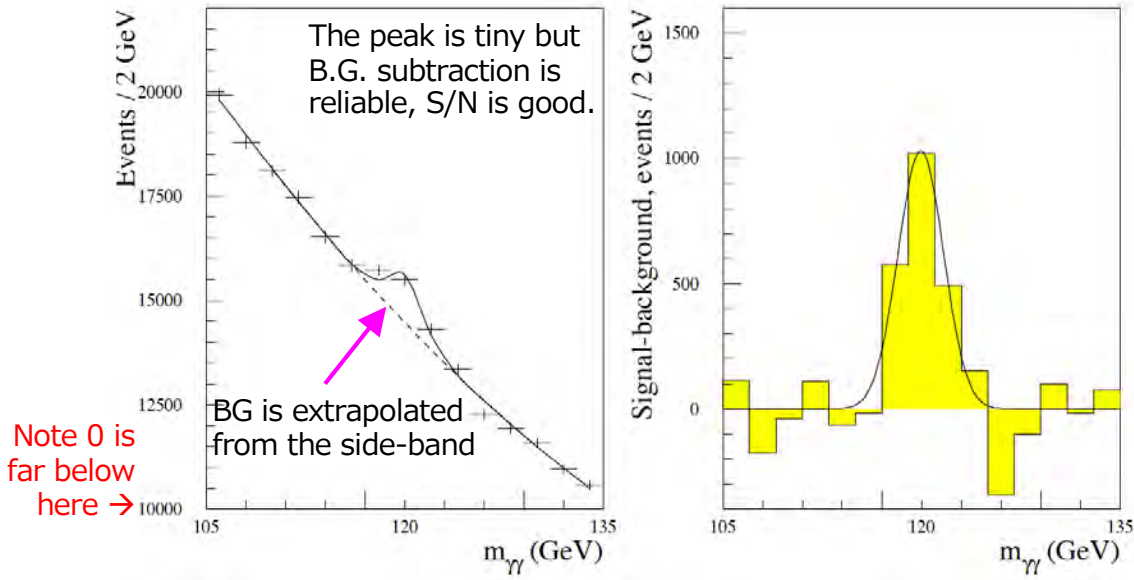 The peak is tiny but
B.G. subtraction is
reliable, S/N is good.
Events / 2 GeV
20000
17500
15000
12500
10000
BG is extrapolated
from the side-band
Note 0 is
far below
here →
105
120
135
mγγ (GeV)
Signal-background, events / 2 GeV
1500
1000
500
0
105
120
135
mγγ (GeV)